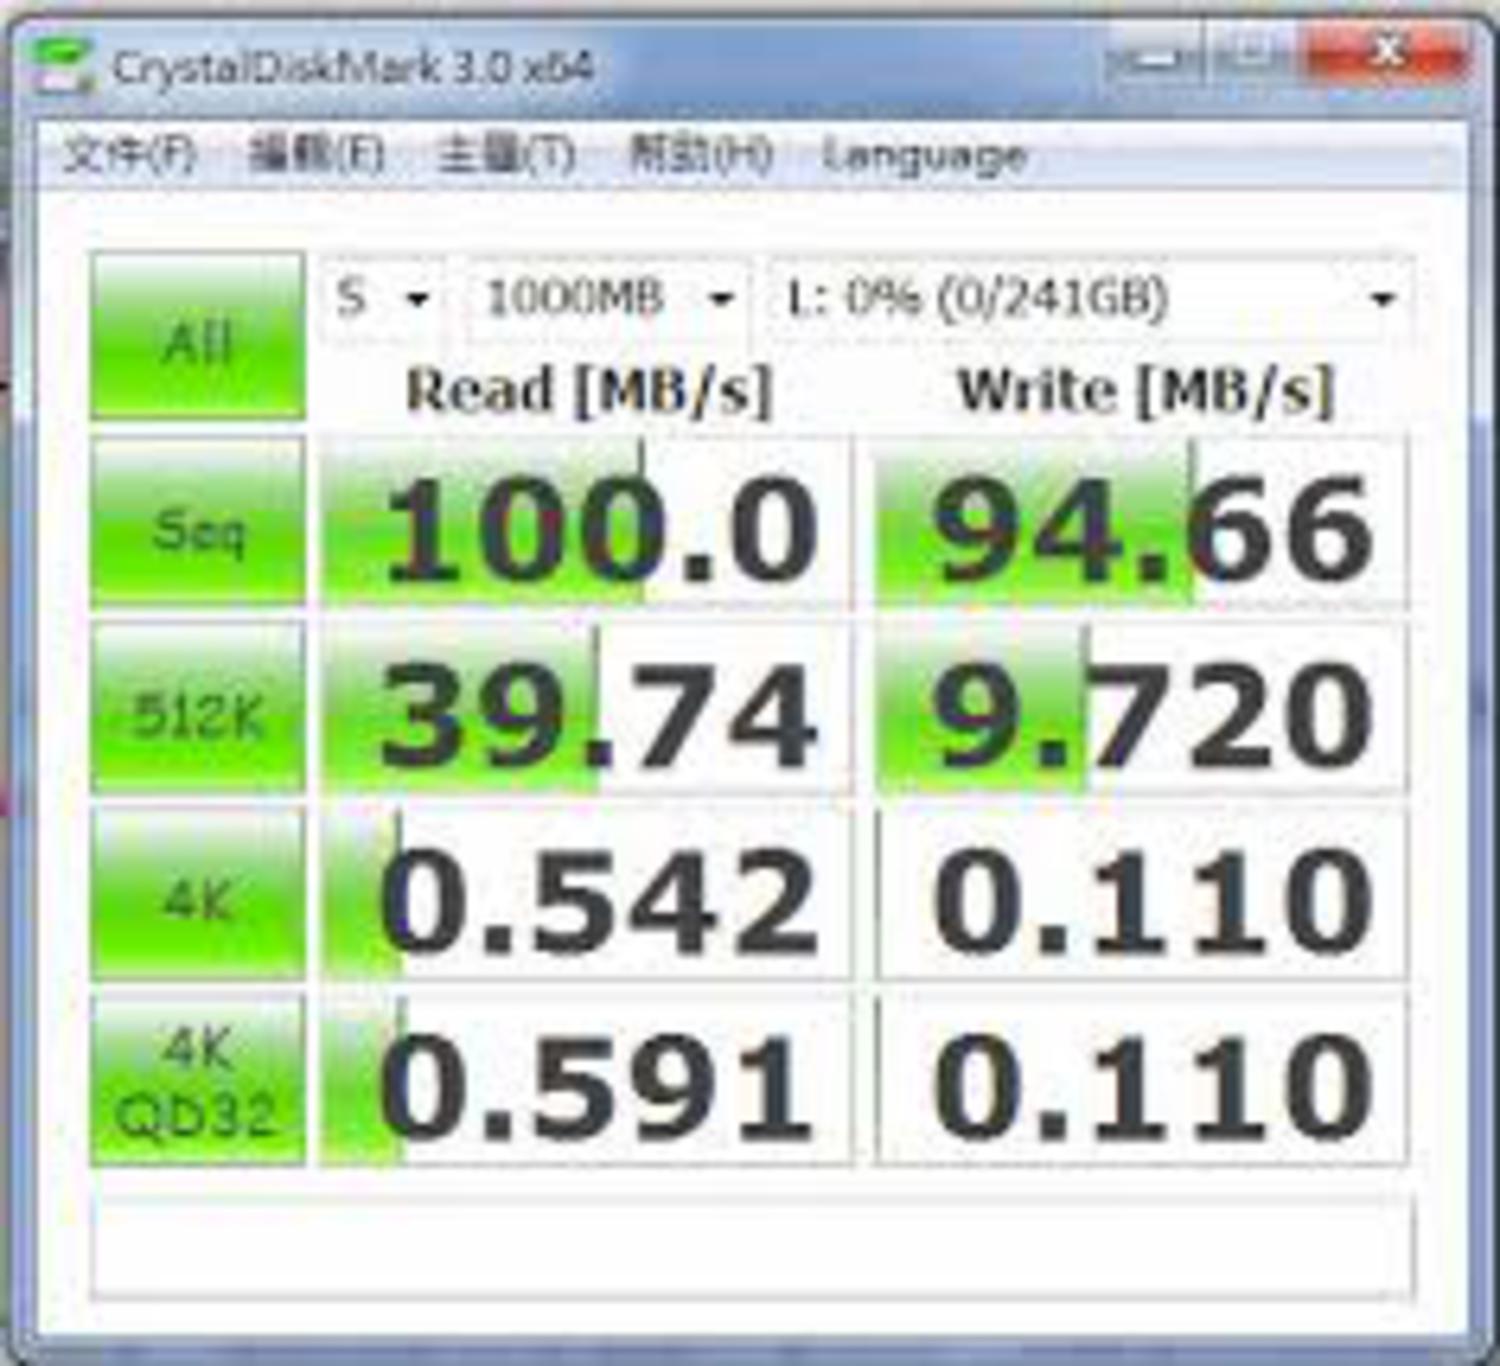 CrystalDiskMark 3.0 x64
文件(F) 編輯(E) 主題(T) 幫助(H) Language
All 5 1000MB L: 0% (0/241GB)
Read [MB/s] Write [MB/s]
Seq 100.0 94.66
512K 39.74 9.720
4K 0.542 0.110
4K
QD32 0.591 0.110